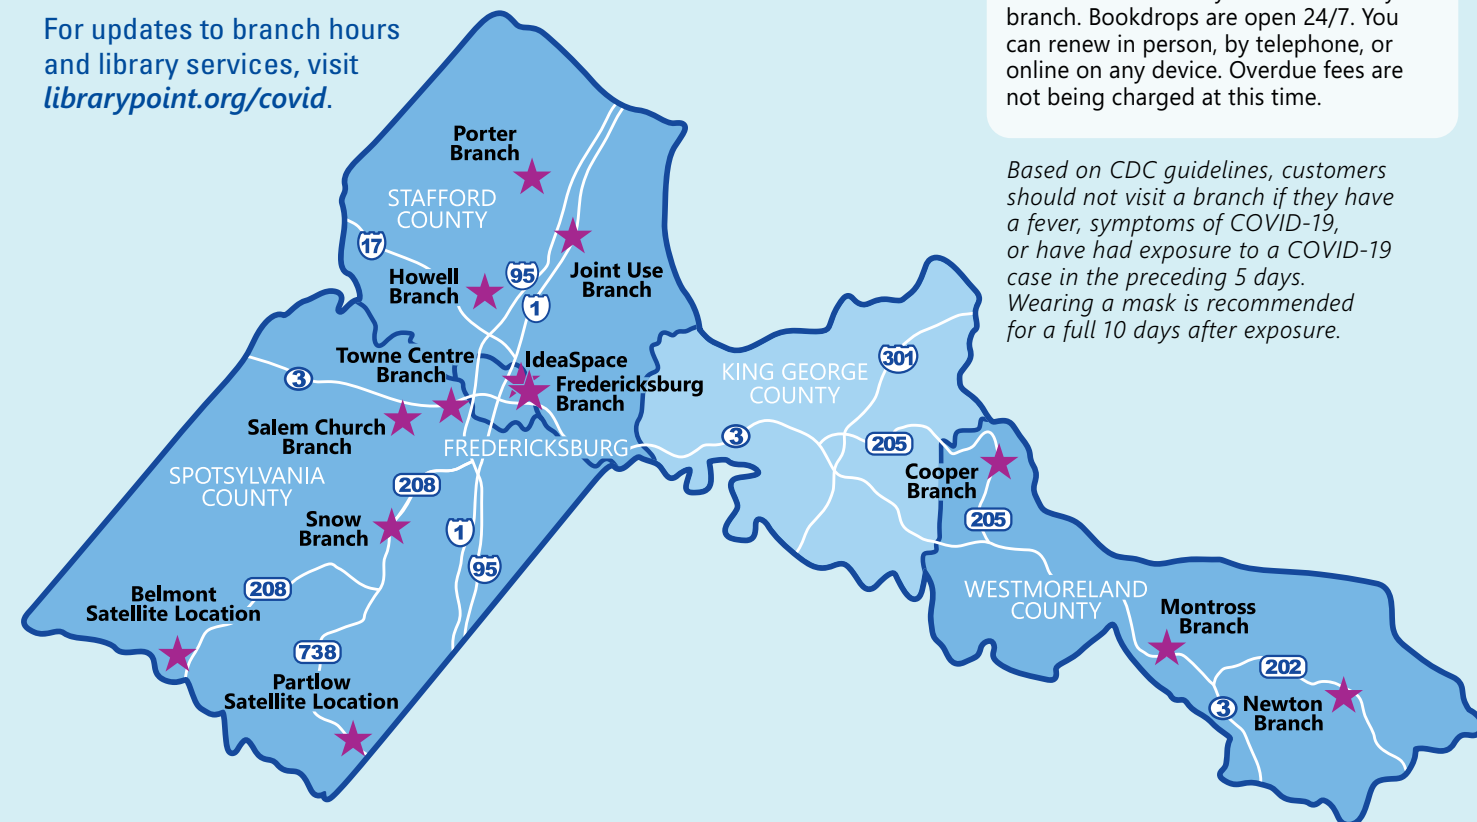 For updates to branch hours
and library services, visit
librarypoint.org/covid.
branch. Bookdrops are open 24/7. You
can renew in person, by telephone, or
online on any device. Overdue fees are
not being charged at this time.
Based on CDC guidelines, customers
should not visit a branch if they have
a fever, symptoms of COVID-19,
or have had exposure to a COVID-19
case in the preceding 5 days.
Wearing a mask is recommended
for a full 10 days after exposure.
Porter
Branch
STAFFORD
COUNTY
17
95
Joint Use
Branch
Howell
Branch
1
Towne Centre
Branch
IdeaSpace
Fredericksburg
Branch
3
Salem Church
Branch
FREDERICKSBURG
KING GEORGE
COUNTY
301
3
205
Cooper
Branch
205
SPOTSYLVANIA
COUNTY
208
Snow
Branch
1
95
208
Belmont
Satellite Location
738
Partlow
Satellite Location
WESTMORELAND
COUNTY
Montross
Branch
202
3
Newton
Branch